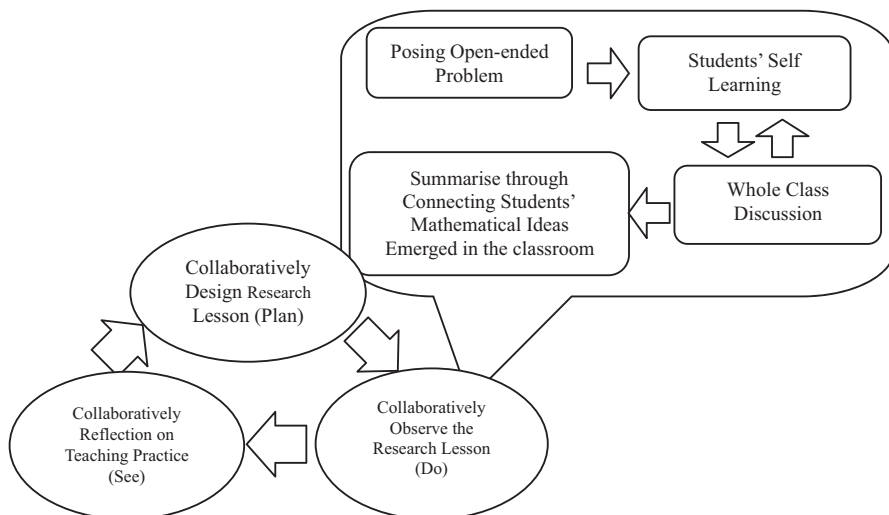 Posing Open-ended
Problem
Students’ Self
Learning
Whole Class
Discussion
Summarise through
Connecting Students’
Mathematical Ideas
Emerged in the classroom
Collaboratively
Design Research
Lesson (Plan)
Collaboratively
Observe the
Research Lesson
(Do)
Collaboratively
Reflection on
Teaching Practice
(See)